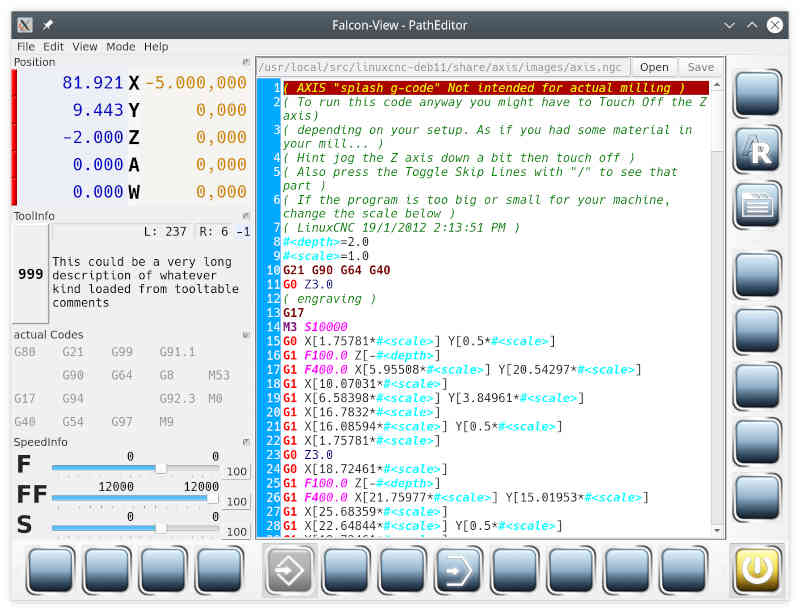 Falcon-View - PathEditor
File Edit View Mode Help
Position
81.921 X -5.000,000
9.443 Y 0,000
-2.000 Z 0,000
0.000 A 0,000
0.000 W 0,000
ToolInfo
L: 237 R: 6 -1
999
This could be a very long
description of whatever
kind loaded from tooltable
comments
actual Codes
G80 G21 G99 G91.1
G90 G64 G8 M53
G17 G94 G92.3 M0
G40 G54 G97 M9
SpeedInfo
F 0 0 100
FF 12000 12000 100
S 0 0 100
/usr/local/src/linuxcnc-deb11/share/axis/images/axis.ngc Open Save
1 ( AXIS "splash g-code" Not intended for actual milling )
2 ( To run this code anyway you might have to Touch Off the Z
axis)
3 ( depending on your setup. As if you had some material in
your mill... )
4 ( Hint jog the Z axis down a bit then touch off )
5 ( Also press the Toggle Skip Lines with "/" to see that
part )
6 ( If the program is too big or small for your machine,
change the scale below )
7 ( LinuxCNC 19/1/2012 2:13:51 PM )
8 #<depth>=2.0
9 #<scale>=1.0
10 G21 G90 G64 G40
11 G0 Z3.0
12 ( engraving )
13 G17
14 M3 S10000
15 G0 X[1.75781*#<scale>] Y[0.5*#<scale>]
16 G1 F100.0 Z[-#<depth>]
17 G1 F400.0 X[5.95508*#<scale>] Y[20.54297*#<scale>]
18 G1 X[10.07031*#<scale>]
19 G1 X[6.58398*#<scale>] Y[3.84961*#<scale>]
20 G1 X[16.7832*#<scale>]
21 G1 X[16.08594*#<scale>] Y[0.5*#<scale>]
22 G1 X[1.75781*#<scale>]
23 G0 Z3.0
24 G0 X[18.72461*#<scale>]
25 G1 F100.0 Z[-#<depth>]
26 G1 F400.0 X[21.75977*#<scale>] Y[15.01953*#<scale>]
27 G1 X[25.68359*#<scale>]
28 G1 X[22.64844*#<scale>] Y[0.5*#<scale>]
R